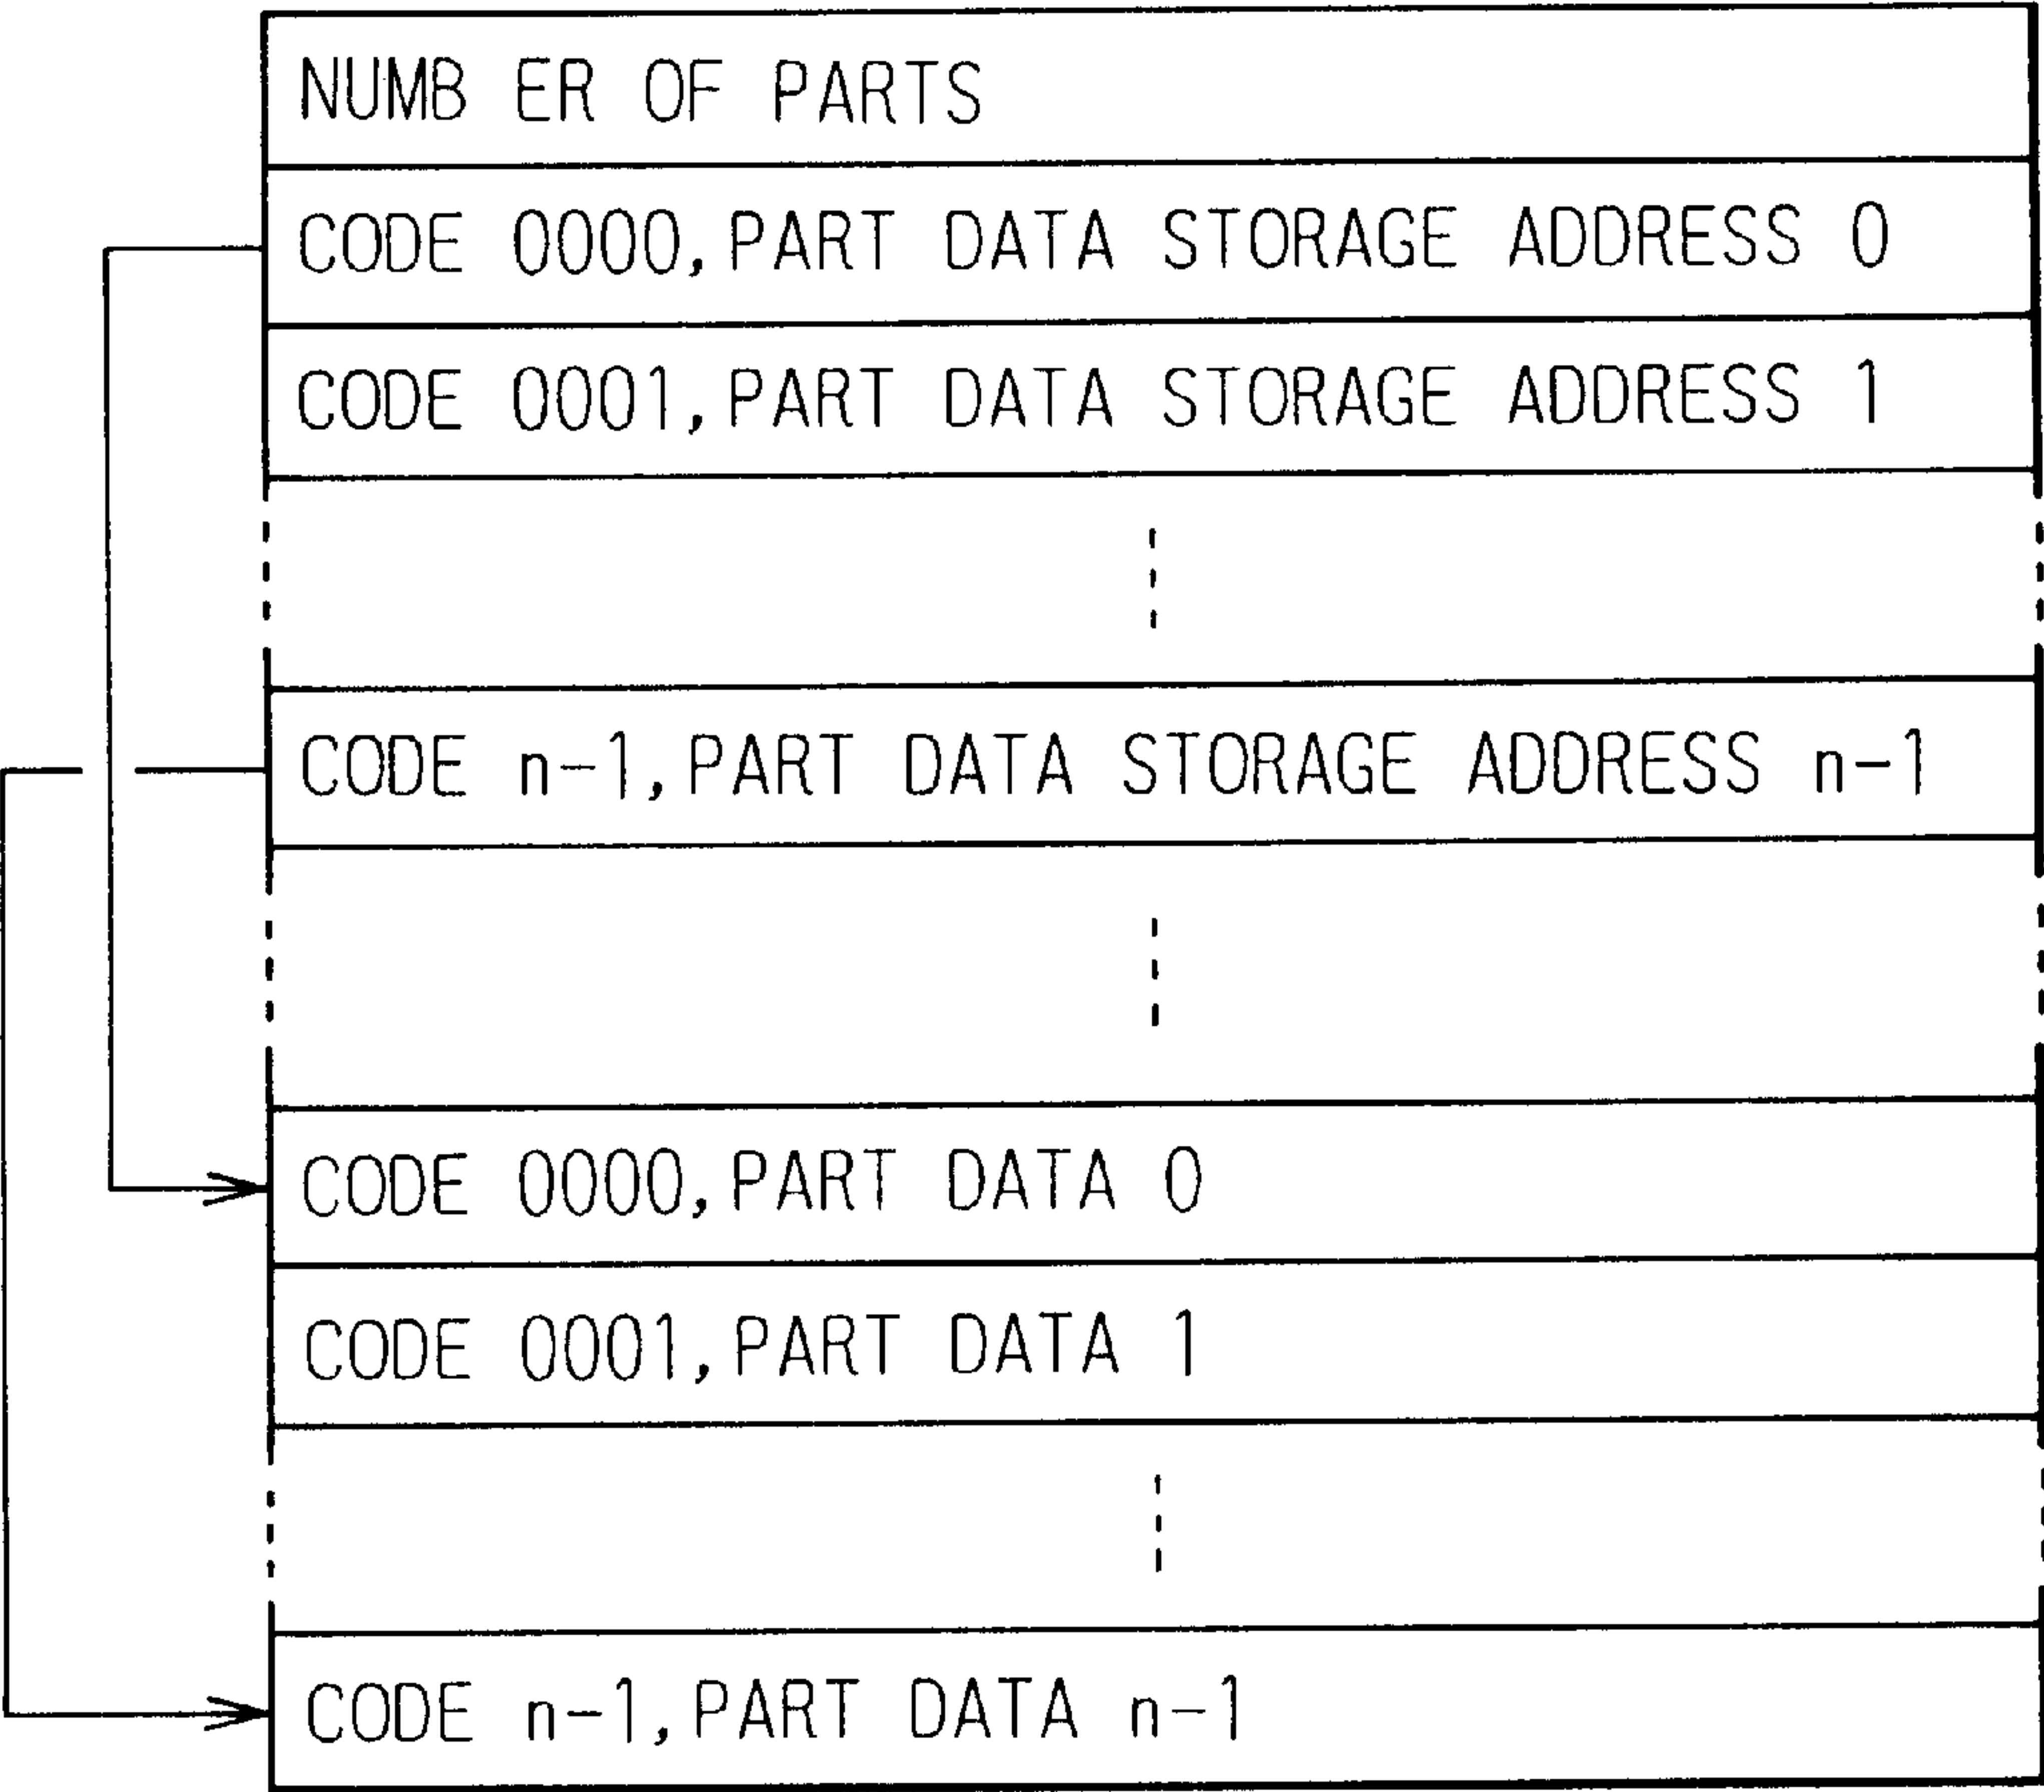 NUMB ER OF PARTS
CODE 0000, PART DATA STORAGE ADDRESS 0
CODE 0001, PART DATA STORAGE ADDRESS 1
CODE n-1, PART DATA STORAGE ADDRESS n-1
CODE 0000, PART DATA 0
CODE 0001, PART DATA 1
CODE n-1, PART DATA n-1